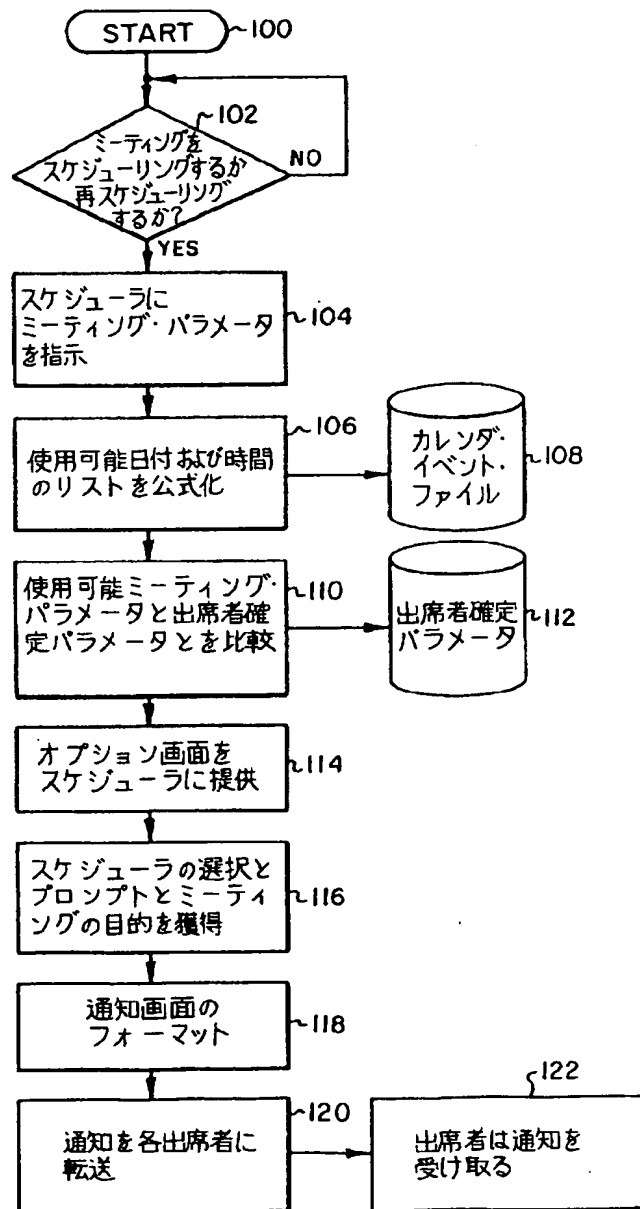 START
100
102
ミーティングを
スケジューリングするか
再スケジューリング
するか?
NO
YES
スケジューラに
ミーティング・パラメータ
を指示
104
106
使用可能日付および時間
のリストを公式化
カレンダ・
イベント・
ファイル
108
使用可能ミーティング・
パラメータと出席者確
定パラメータとを比較
110
出席者確定
パラメータ
112
オプション画面を
スケジューラに提供
114
スケジューラの選択と
プロンプトとミーティ
ングの目的を獲得
116
通知画面の
フォーマット
118
120
通知を各出席者に
転送
122
出席者は通知を
受け取る